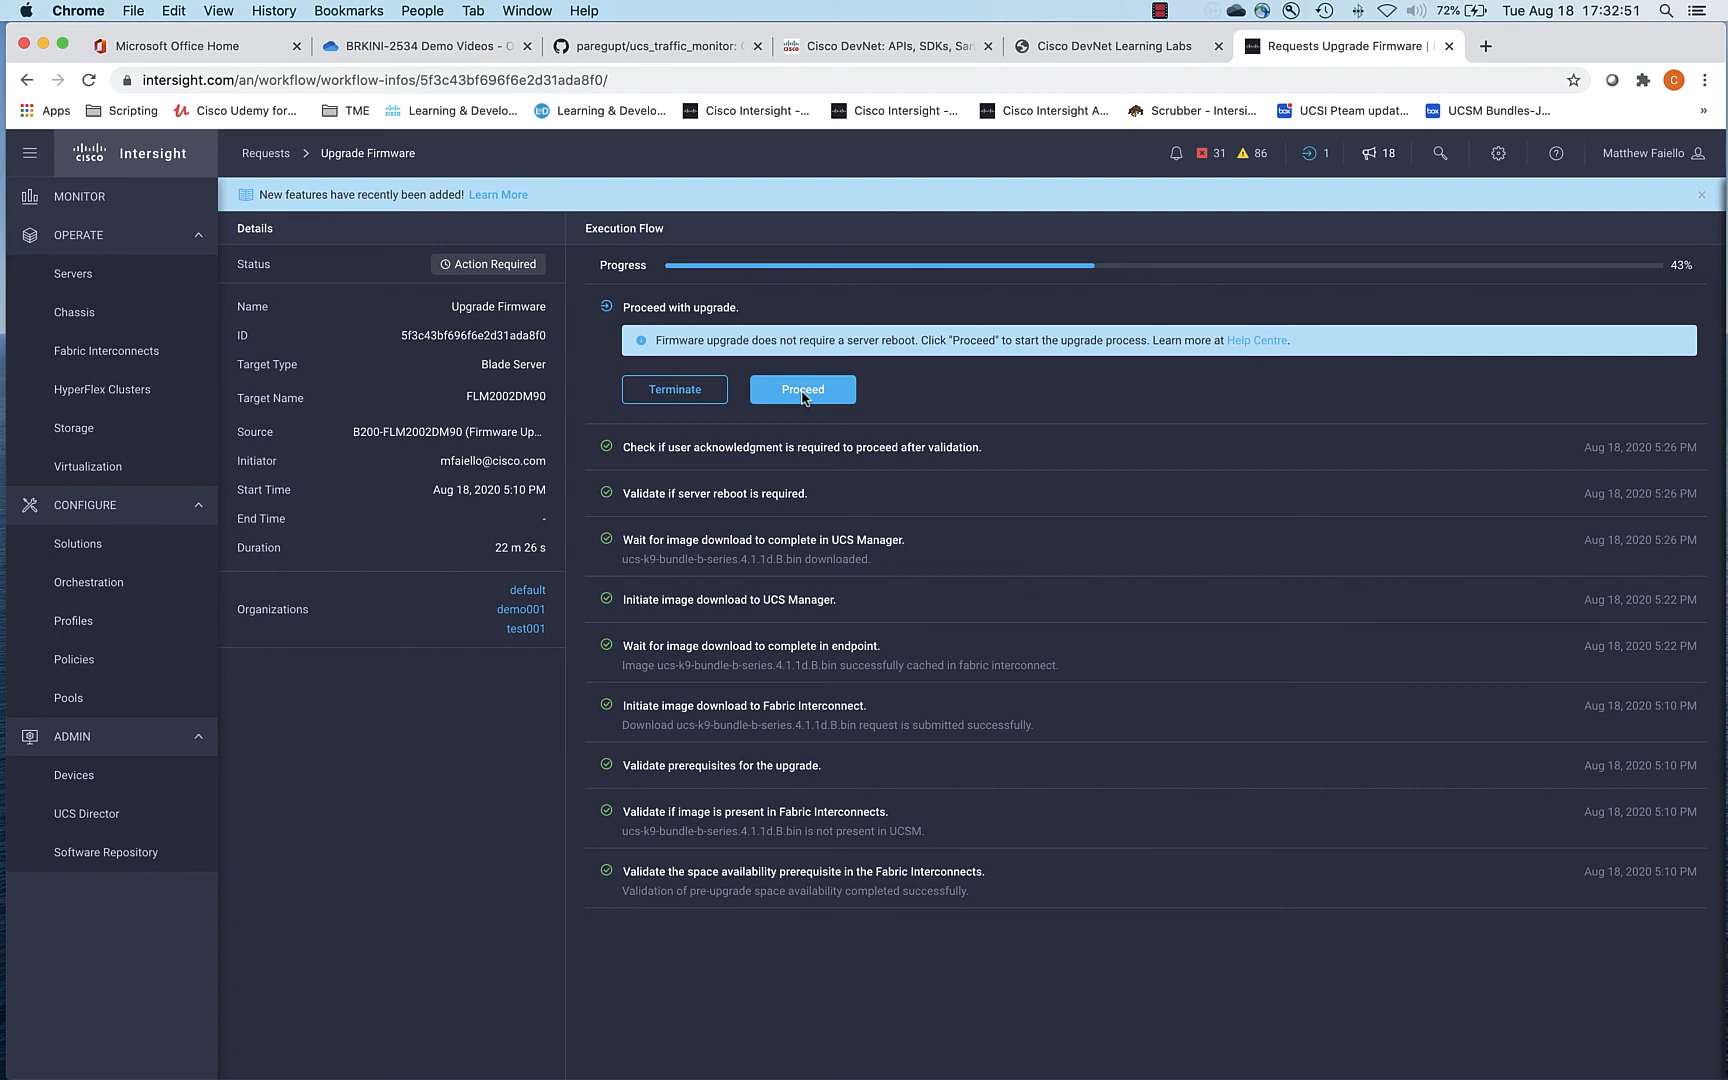 Chrome File Edit View History Bookmarks People Tab Window Help 72% Tue Aug 18 17:32:51
Microsoft Office Home BRKINI-2534 Demo Videos - O paregupt/ucs_traffic_monitor: Cisco DevNet: APIs, SDKs, San Cisco DevNet Learning Labs Requests Upgrade Firmware |
intersight.com/an/workflow/workflow-infos/5f3c43bf696f6e2d31ada8f0/ C
Apps Scripting Cisco Udemy for... TME Learning & Develo... Learning & Develo... Cisco Intersight -... Cisco Intersight -... Cisco Intersight A... Scrubber - Intersi... UCSI Pteam updat... UCSM Bundles-J... »
CISCO Intersight Requests > Upgrade Firmware 31 86 1 18 Matthew Faiello
New features have recently been added! Learn More
MONITOR
OPERATE
Servers
Chassis
Fabric Interconnects
HyperFlex Clusters
Storage
Virtualization
CONFIGURE
Solutions
Orchestration
Profiles
Policies
Pools
ADMIN
Devices
UCS Director
Software Repository
Details
Status Action Required
Name Upgrade Firmware
ID 5f3c43bf696f6e2d31ada8f0
Target Type Blade Server
Target Name FLM2002DM90
Source B200-FLM2002DM90 (Firmware Up...
Initiator mfaiello@cisco.com
Start Time Aug 18, 2020 5:10 PM
End Time -
Duration 22 m 26 s
Organizations default
demo001
test001
Execution Flow
Progress 43%
Proceed with upgrade.
Firmware upgrade does not require a server reboot. Click "Proceed" to start the upgrade process. Learn more at Help Centre.
Terminate Proceed
Check if user acknowledgment is required to proceed after validation. Aug 18, 2020 5:26 PM
Validate if server reboot is required. Aug 18, 2020 5:26 PM
Wait for image download to complete in UCS Manager. Aug 18, 2020 5:26 PM
ucs-k9-bundle-b-series.4.1.1d.B.bin downloaded.
Initiate image download to UCS Manager. Aug 18, 2020 5:22 PM
Wait for image download to complete in endpoint. Aug 18, 2020 5:22 PM
Image ucs-k9-bundle-b-series.4.1.1d.B.bin successfully cached in fabric interconnect.
Initiate image download to Fabric Interconnect. Aug 18, 2020 5:10 PM
Download ucs-k9-bundle-b-series.4.1.1d.B.bin request is submitted successfully.
Validate prerequisites for the upgrade. Aug 18, 2020 5:10 PM
Validate if image is present in Fabric Interconnects. Aug 18, 2020 5:10 PM
ucs-k9-bundle-b-series.4.1.1d.B.bin is not present in UCSM.
Validate the space availability prerequisite in the Fabric Interconnects. Aug 18, 2020 5:10 PM
Validation of pre-upgrade space availability completed successfully.